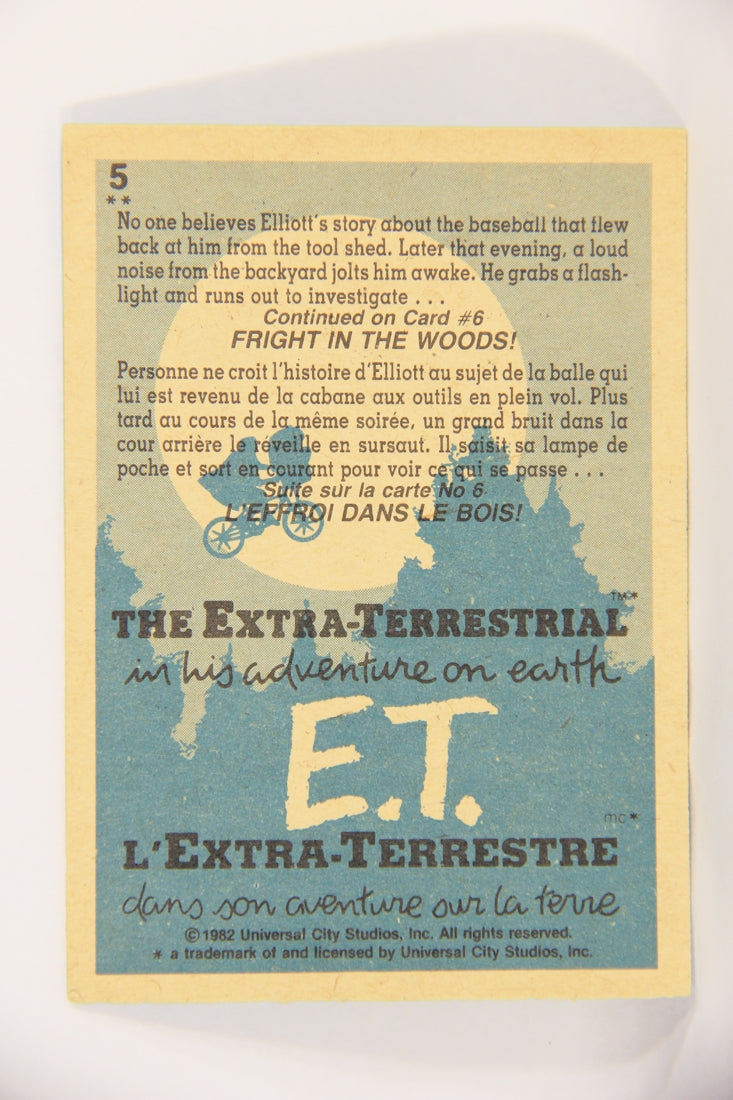 5
**
No one believes Elliott's story about the baseball that flew
back at him from the tool shed. Later that evening, a loud
noise from the backyard jolts him awake. He grabs a flash-
light and runs out to investigate . . .
Continued on Card #6
FRIGHT IN THE WOODS!
Personne ne croit l'histoire d'Elliott au sujet de la balle qui
lui est revenu de la cabane aux outils en plein vol. Plus
tard au cours de la même soirée, un grand bruit dans la
cour arrière le réveille en sursaut. Il saisit sa lampe de
poche et sort en courant pour voir ce qui se passe . . .
Suite sur la carte No 6
L'EFFROI DANS LE BOIS!
THE EXTRA-TERRESTRIAL TM*
in his adventure on earth
E.T.
L'EXTRA-TERRESTRE mc*
dans son aventure sur la terre
©1982 Universal City Studios, Inc. All rights reserved.
* a trademark of and licensed by Universal City Studios, Inc.